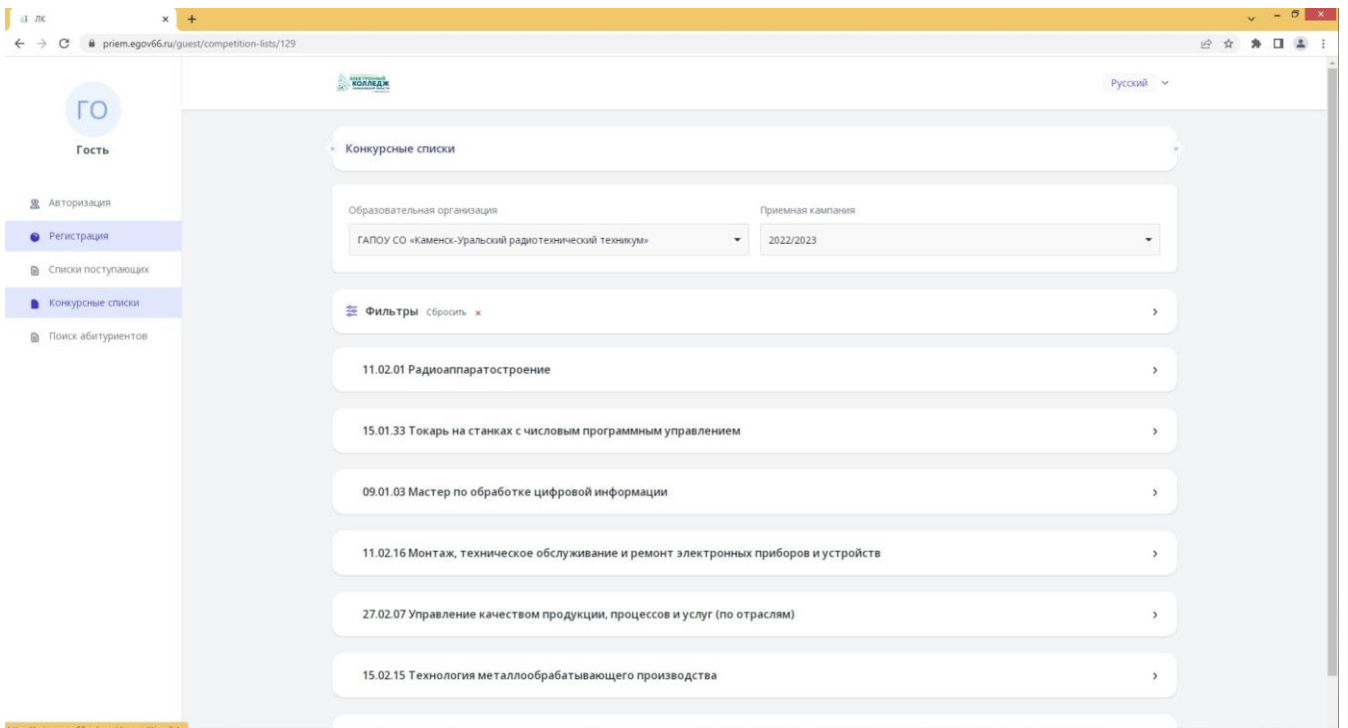 ЛК
priem.egov66.ru/guest/competition-lists/129
ГО
Гость
Авторизация
Регистрация
Списки поступающих
Конкурсные списки
Поиск абитуриентов
КОЛЛЕДЖ
Русский
Конкурсные списки
Образовательная организация
Приемная кампания
ГАПОУ СО «Каменск-Уральский радиотехнический техникум»
2022/2023
Фильтры Сбросить ×
11.02.01 Радиоаппаратостроение
15.01.33 Токарь на станках с числовым программным управлением
09.01.03 Мастер по обработке цифровой информации
11.02.16 Монтаж, техническое обслуживание и ремонт электронных приборов и устройств
27.02.07 Управление качеством продукции, процессов и услуг (по отраслям)
15.02.15 Технология металлообрабатывающего производства